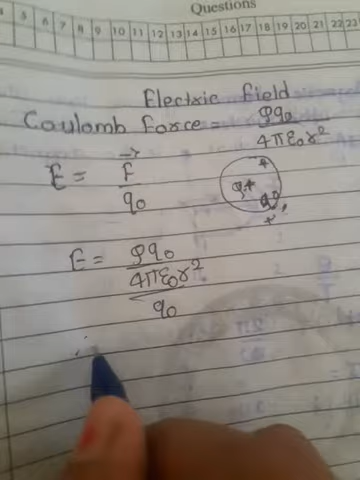 Questions
4 5 6 7 8 9 10 11 12 13 14 15 16 17 18 19 20 21 22 23
Electric field
Coulomb force = Qq₀ / 4πε₀r²
E = F⃗ / q₀
Q+ +
q₀
+
E = Qq₀ / 4πε₀r² / q₀